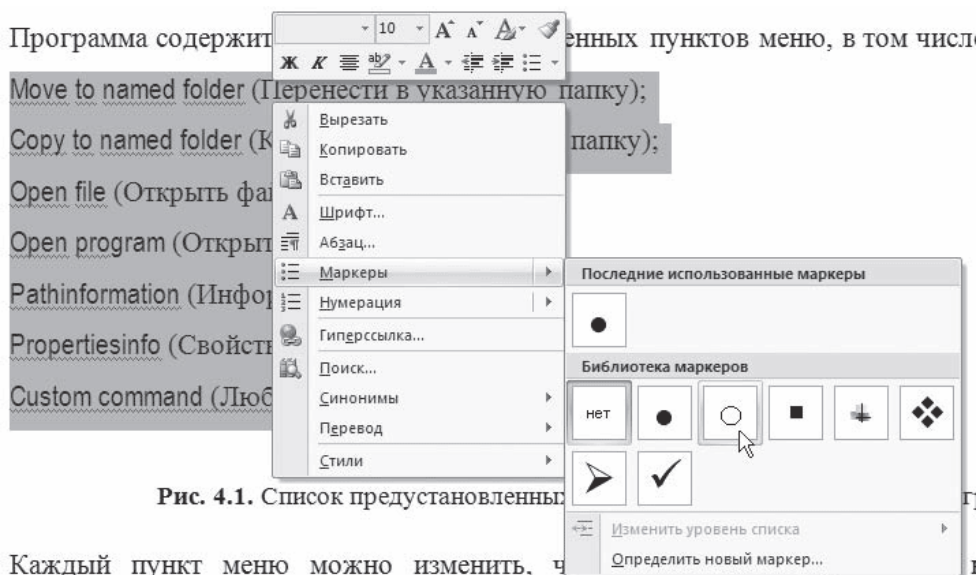 10
Программа содержит енных пунктов меню, в том числе
Ж К
Move to named folder (Перенести в указанную папку);
Copy to named folder (К папку);
Open file (Открыть фа
Open program (Открыт
Pathinformation (Инфор
Propertiesinfo (Свойст
Custom command (Люб
Вырезать
Копировать
Вставить
Шрифт...
Абзац...
Маркеры
Нумерация
Гиперссылка...
Поиск...
Синонимы
Перевод
Стили
Последние использованные маркеры
Библиотека маркеров
нет
Изменить уровень списка
Определить новый маркер...
Рис. 4.1. Список предустановленны
Каждый пункт меню можно изменить, ч